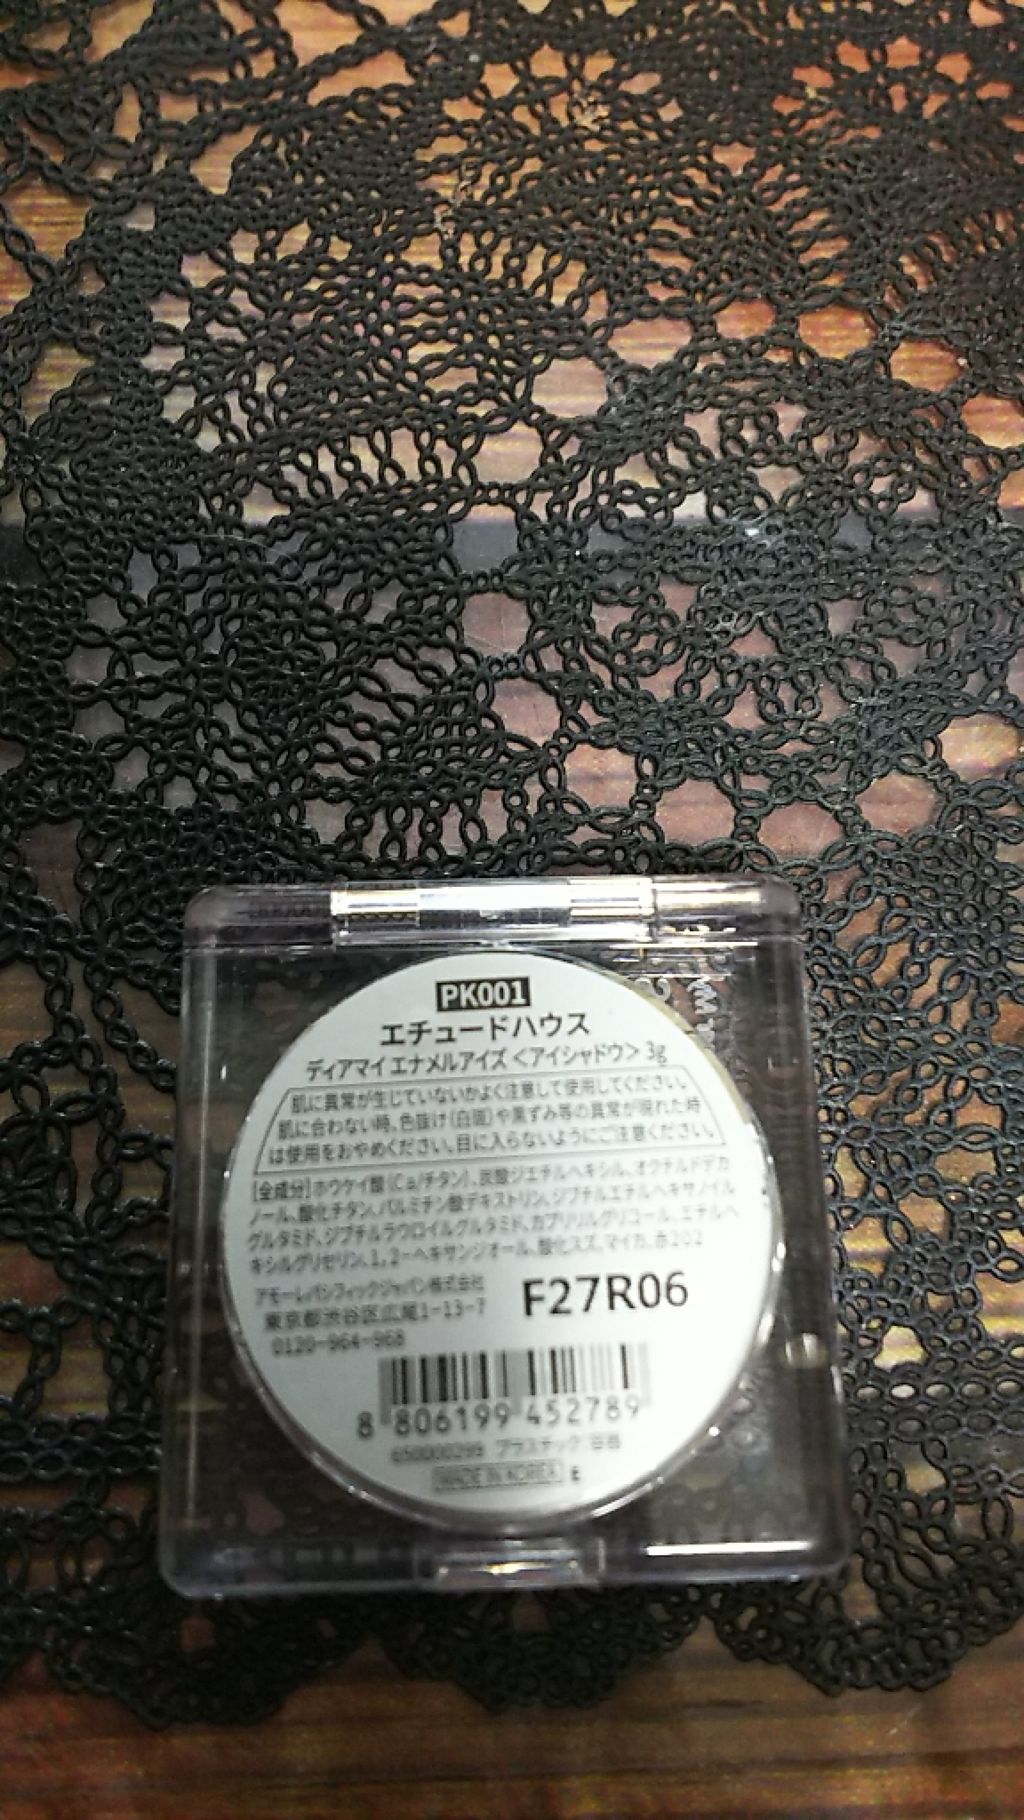 PK001
エチュードハウス
ディアマイ エナメルアイズ <アイシャドウ> 3g
肌に異常が生じていないかよく注意して使用してください。
肌に合わない時、色抜け(白斑)や黒ずみ等の異常が現れた時
は使用をおやめください。目に入らないようにご注意ください。
[全成分]ホウケイ酸(Ca/チタン)、炭酸ジエチルヘキシル、オクチルドデカ
ノール、酸化チタン、パルミチン酸デキストリン、ジブチルエチルヘキサノイル
グルタミド、ジブチルラウロイルグルタミド、カプリリルグリコール、エチルヘ
キシルグリセリン、1,2-ヘキサンジオール、酸化スズ、マイカ、赤202
アモーレパシフィックジャパン株式会社
東京都渋谷区広尾1-13-7
0120-964-968
F27R06
8 806199 452789
650000299 プラスチック:容器
MADE IN KOREA E